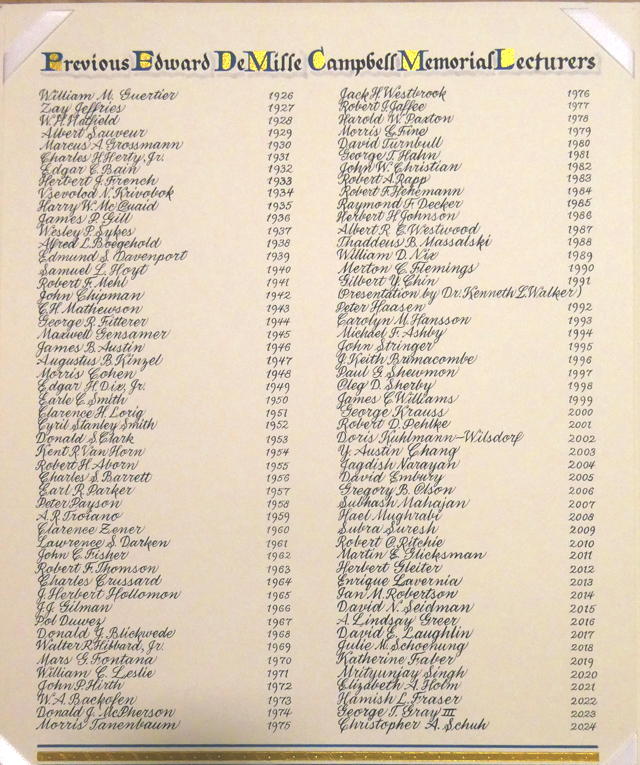 Previous Edward DeMille Campbell Memorial Lecturers
William M. Guertler 1926
Zay Jeffries 1927
W.H. Hatfield 1928
Albert Sauveur 1929
Marcus A. Grossmann 1930
Charles H. Herty, Jr. 1931
Edgar C. Bain 1932
Herbert J. French 1933
Vsevolod N. Krivobok 1934
Harry W. McQuaid 1935
James P. Gill 1936
Wesley P. Sykes 1937
Alfred L. Boegehold 1938
Edmund S. Davenport 1939
Samuel L. Hoyt 1940
Robert F. Mehl 1941
John Chipman 1942
C.H. Mathewson 1943
George R. Fitterer 1944
Maxwell Gensamer 1945
James B. Austin 1946
Augustus B. Kinzel 1947
Morris Cohen 1948
Edgar H. Dix, Jr. 1949
Earle C. Smith 1950
Clarence H. Lorig 1951
Cyril Stanley Smith 1952
Donald S. Clark 1953
Kent R. Van Horn 1954
Robert H. Aborn 1955
Charles S. Barrett 1956
Earl R. Parker 1957
Peter Payson 1958
A.R. Troiano 1959
Clarence Zener 1960
Lawrence S. Darken 1961
John C. Fisher 1962
Robert F. Thomson 1963
Charles Crussard 1964
J. Herbert Hollomon 1965
J.J. Gilman 1966
Pol Duwez 1967
Donald J. Blickwede 1968
Walter R. Hibbard, Jr. 1969
Mars G. Fontana 1970
William C. Leslie 1971
John P. Hirth 1972
W.A. Backofen 1973
Donald J. McPherson 1974
Morris Tanenbaum 1975
Jack H. Westbrook 1976
Robert I. Jaffee 1977
Harold W. Paxton 1978
Morris E. Fine 1979
David Turnbull 1980
George T. Hahn 1981
John W. Christian 1982
Robert A. Rapp 1983
Robert F. Hehemann 1984
Raymond F. Decker 1985
Herbert H. Johnson 1986
Albert R. C. Westwood 1987
Thaddeus B. Massalski 1988
William D. Nix 1989
Merton C. Flemings 1990
Gilbert Y. Chin 1991
(Presentation by Dr. Kenneth L. Walker)
Peter Haasen 1992
Carolyn M. Hansson 1993
Michael F. Ashby 1994
John Stringer 1995
J. Keith Brimacombe 1996
Paul G. Shewmon 1997
Oleg D. Sherby 1998
James C. Williams 1999
George Krauss 2000
Robert D. Pehlke 2001
Doris Kuhlmann-Wilsdorf 2002
Y. Austin Chang 2003
Jagdish Narayan 2004
David Embury 2005
Gregory B. Olson 2006
Subhash Mahajan 2007
Hael Mughrabi 2008
Subra Suresh 2009
Robert O. Ritchie 2010
Martin E. Glicksman 2011
Herbert Gleiter 2012
Enrique Lavernia 2013
Ian M. Robertson 2014
David N. Seidman 2015
A. Lindsay Greer 2016
David E. Laughlin 2017
Julie M. Schoenung 2018
Katherine Faber 2019
Mrityunjay Singh 2020
Elizabeth A. Holm 2021
Hamish L. Fraser 2022
George T. Gray III 2023
Christopher A. Schuh 2024